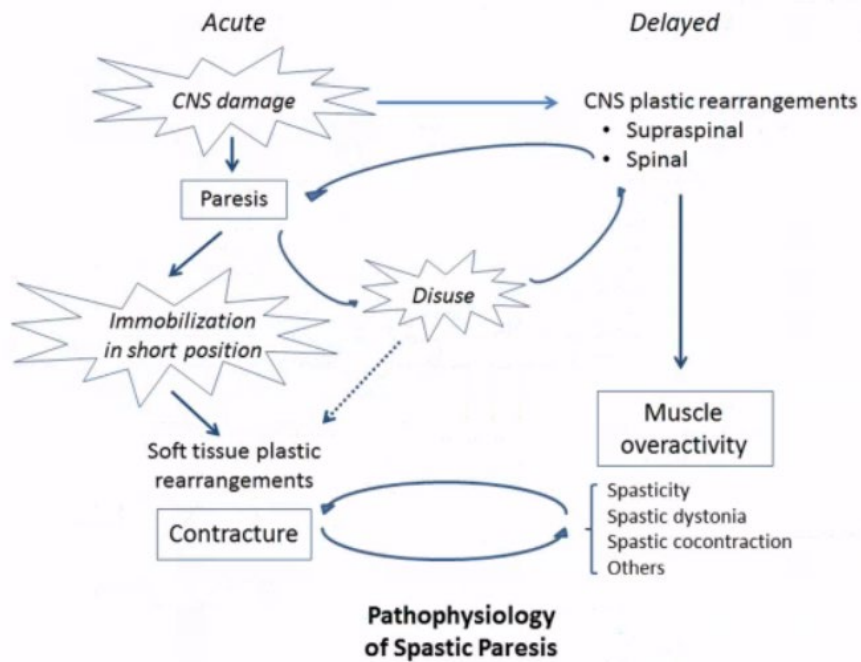 Acute
Delayed
CNS damage
CNS plastic rearrangements
• Supraspinal
• Spinal
Paresis
Disuse
Immobilization
in short position
Muscle
overactivity
Soft tissue plastic
rearrangements
Contracture
Spasticity
Spastic dystonia
Spastic cocontraction
Others
Pathophysiology
of Spastic Paresis